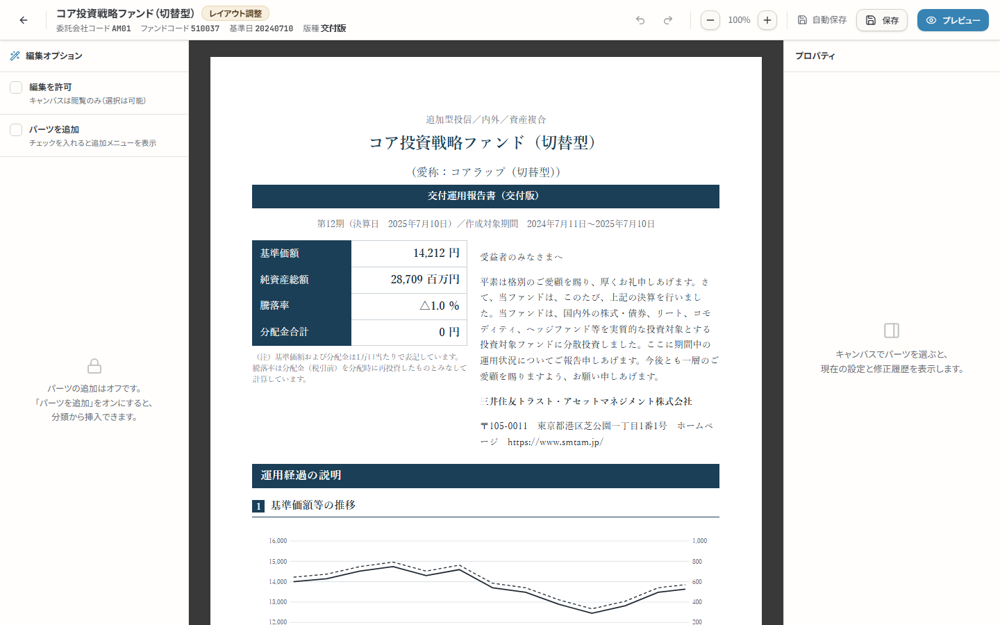 コア投資戦略ファンド（切替型）
レイアウト調整
委託会社コード AM01 ファンドコード 510037 基準日 20240710 版種 交付版
100%
自動保存
保存
プレビュー
編集オプション
編集を許可
キャンバスは閲覧のみ（選択は可能）
パーツを追加
チェックを入れると追加メニューを表示
パーツの追加はオフです。
「パーツを追加」をオンにすると、
分類から挿入できます。
追加型投信／内外／資産複合
コア投資戦略ファンド（切替型）
（愛称：コアラップ（切替型））
交付運用報告書（交付版）
第12期（決算日　2025年7月10日）／作成対象期間　2024年7月11日～2025年7月10日
基準価額 14,212 円
純資産総額 28,709 百万円
騰落率 △1.0 %
分配金合計 0 円
（注）基準価額および分配金は1万口当たりで表記しています。
騰落率は分配金（税引前）を分配時に再投資したものとみなして
計算しています。
受益者のみなさまへ
平素は格別のご愛顧を賜り、厚くお礼申しあげます。さ
て、当ファンドは、このたび、上記の決算を行いまし
た。当ファンドは、国内外の株式・債券、リート、コモ
ディティ、ヘッジファンド等を実質的な投資対象とする
投資対象ファンドに分散投資しました。ここに期間中の
運用状況についてご報告申しあげます。今後とも一層のご
愛顧を賜りますよう、お願い申しあげます。
三井住友トラスト・アセットマネジメント株式会社
〒105-0011　東京都港区芝公園一丁目1番1号　ホームペ
ージ　https://www.smtam.jp/
運用経過の説明
1 基準価額等の推移
16,000 1,000
15,000 800
14,000 600
13,000 400
12,000 200
プロパティ
キャンバスでパーツを選ぶと、
現在の設定と修正履歴を表示します。